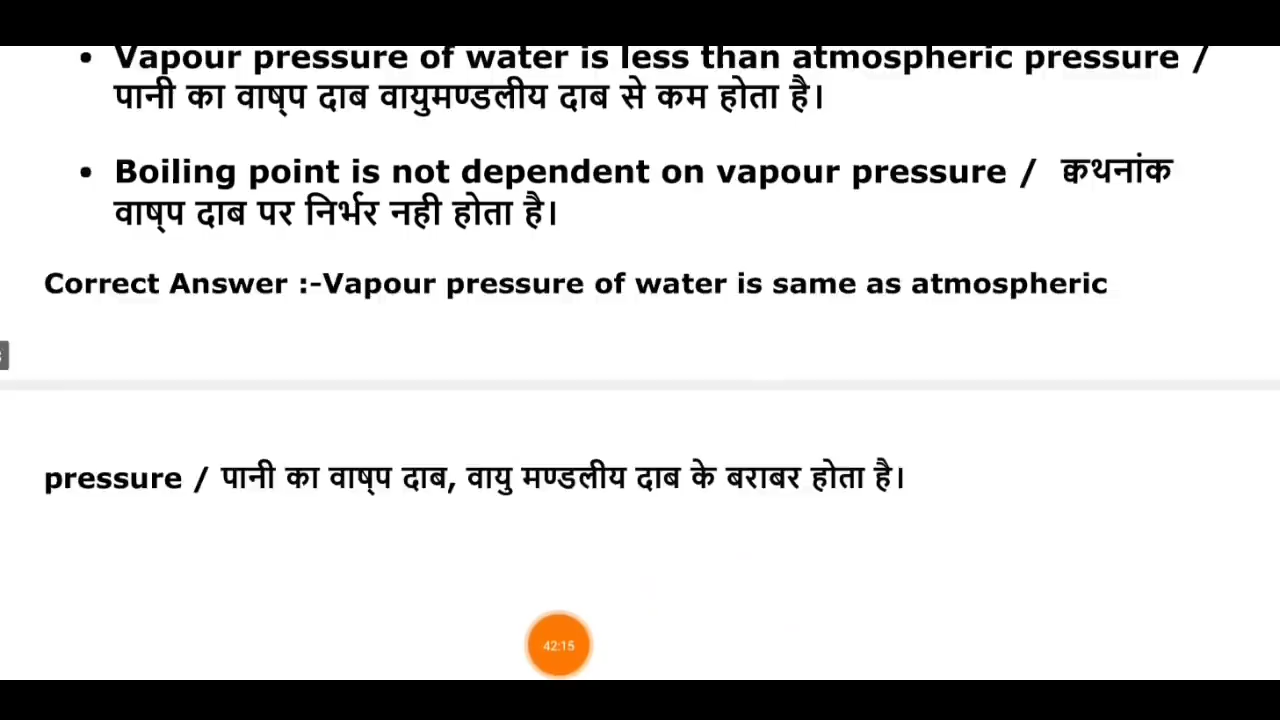 • Vapour pressure of water is less than atmospheric pressure /
पानी का वाष्प दाब वायुमण्डलीय दाब से कम होता है।
• Boiling point is not dependent on vapour pressure / क्वथनांक
वाष्प दाब पर निर्भर नही होता है।
Correct Answer :-Vapour pressure of water is same as atmospheric
pressure / पानी का वाष्प दाब, वायु मण्डलीय दाब के बराबर होता है।
42:15